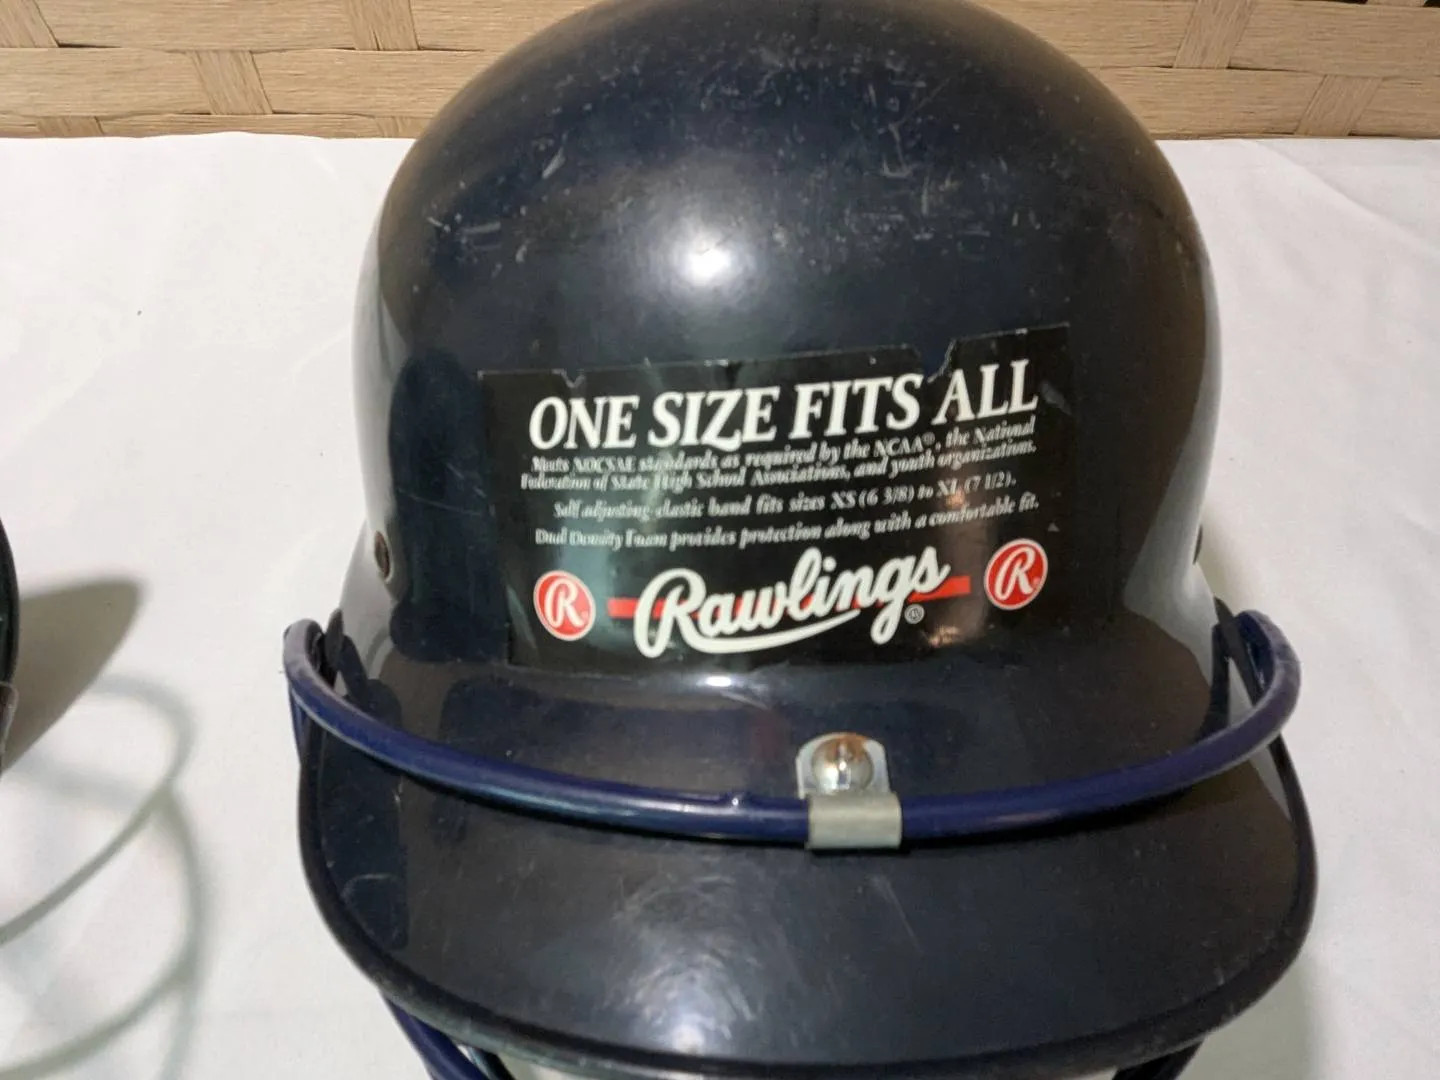 ONE SIZE FITS ALL
Meets NOCSAE standards as required by the NCAA®, the National
Federation of State High School Associations, and youth organizations.
Self adjusting elastic band fits sizes XS (6 3/8) to XL (7 1/2).
Dual Density Foam provides protection along with a comfortable fit.
R Rawlings® R